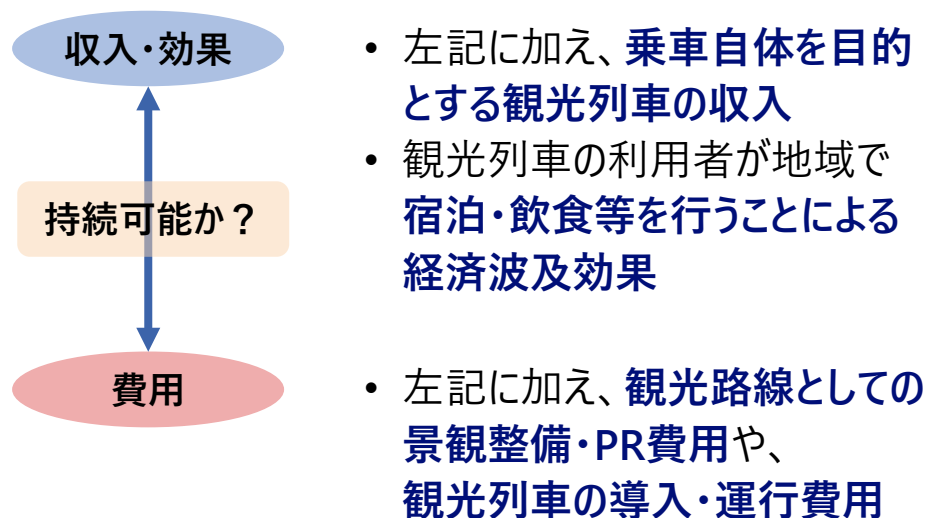 収入・効果
• 左記に加え、乗車自体を目的
とする観光列車の収入
• 観光列車の利用者が地域で
宿泊・飲食等を行うことによる
経済波及効果
持続可能か？
費用
• 左記に加え、観光路線としての
景観整備・PR費用や、
観光列車の導入・運行費用